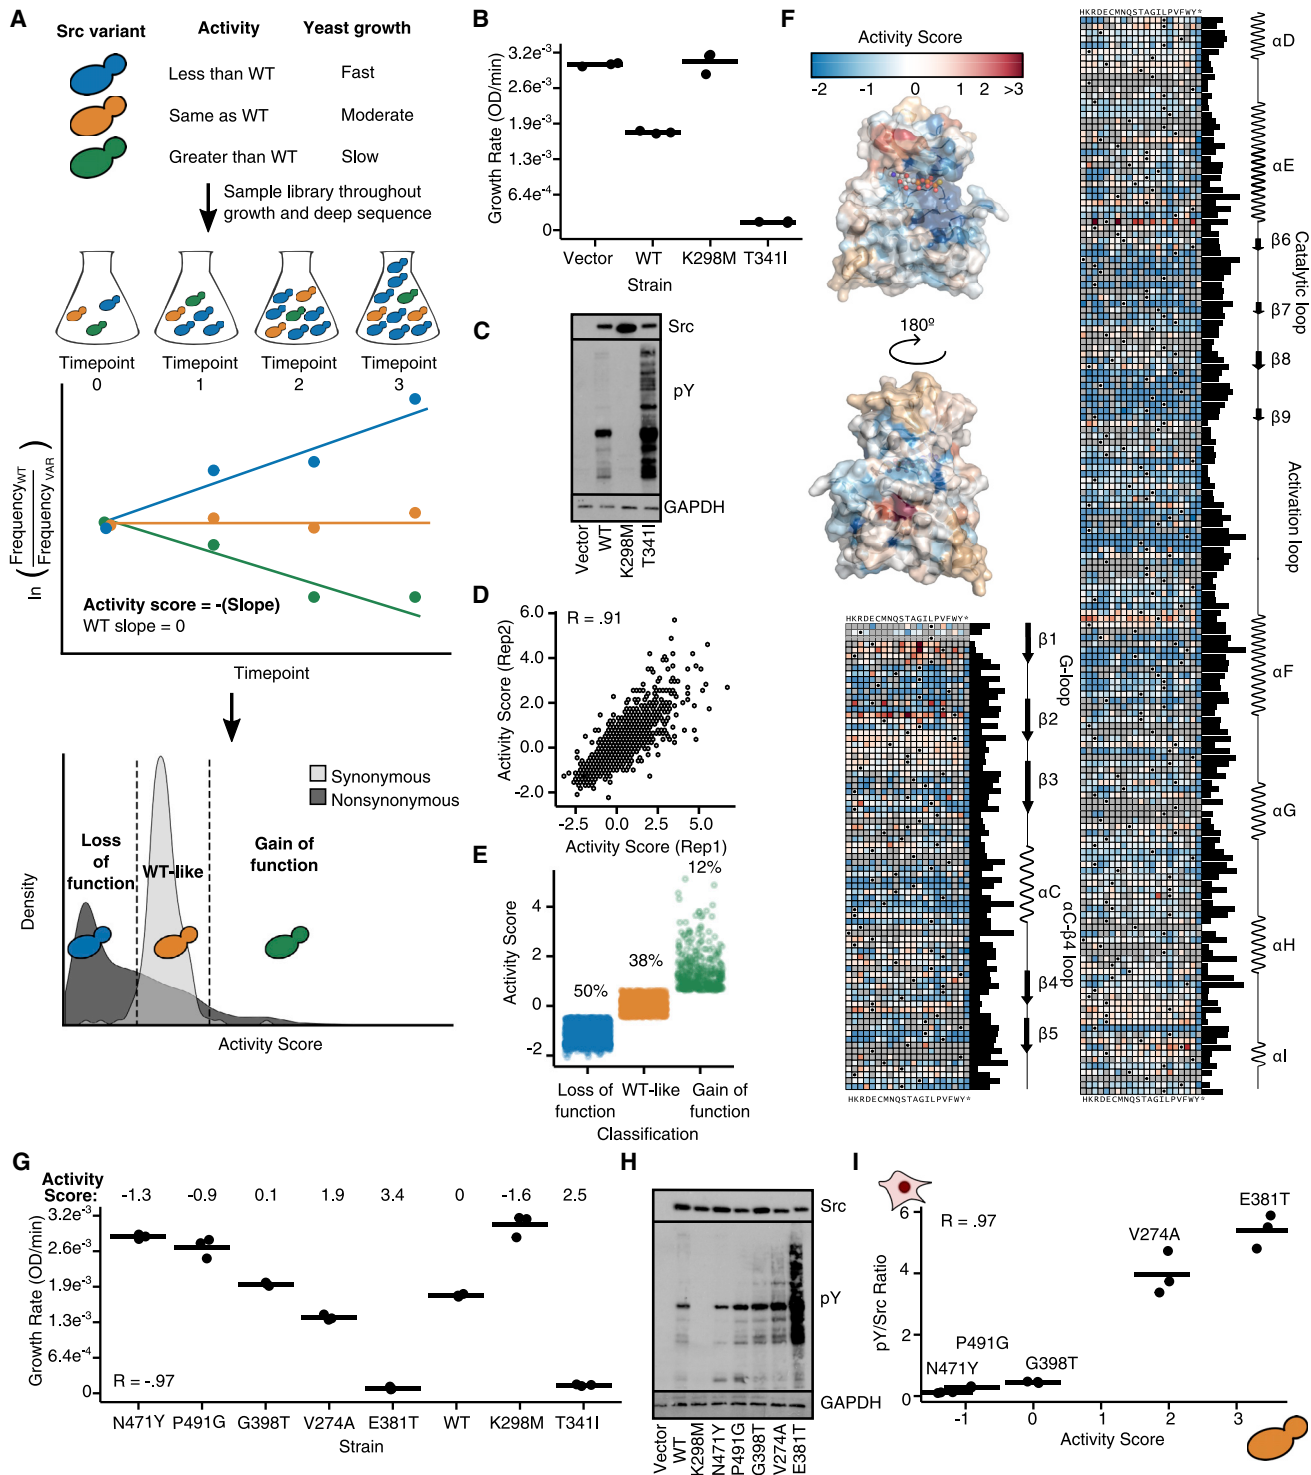 A
Src variant
Activity
Yeast growth
Less than WT
Fast
Same as WT
Moderate
Greater than WT
Slow
Sample library throughout
growth and deep sequence
Timepoint
0
Timepoint
1
Timepoint
2
Timepoint
3
ln ( Frequency WT / Frequency VAR )
Activity score = -(Slope)
WT slope = 0
Timepoint
Synonymous
Nonsynonymous
Loss
of
function
WT-like
Gain of
function
Density
Activity Score
B
Growth Rate (OD/min)
3.2e-3
2.6e-3
1.9e-3
1.3e-3
6.4e-4
0
Vector WT K298M T341I
Strain
C
Src
pY
GAPDH
Vector
WT
K298M
T341I
D
R = .91
Activity Score (Rep2)
6.0
4.0
2.0
0.0
-2.0
-2.5 0.0 2.5 5.0
Activity Score (Rep1)
E
12%
38%
50%
Activity Score
4
2
0
-2
Loss of
function
WT-like
Gain of
function
Classification
F
Activity Score
-2 -1 0 1 2 >3
180º
HKRDECMNQSTAGILPVFWY*
β1
G-loop
β2
β3
αC
αC-β4 loop
β4
β5
HKRDECMNQSTAGILPVFWY*
HKRDECMNQSTAGILPVFWY*
αD
αE
β6
Catalytic loop
β7
β8
β9
Activation loop
αF
αG
αH
αI
HKRDECMNQSTAGILPVFWY*
G
Activity
Score:
-1.3 -0.9 0.1 1.9 3.4 0 -1.6 2.5
Growth Rate (OD/min)
3.2e-3
2.6e-3
1.9e-3
1.3e-3
6.4e-4
0
R = -.97
N471Y P491G G398T V274A E381T WT K298M T341I
Strain
H
Src
pY
GAPDH
Vector
WT
K298M
N471Y
P491G
G398T
V274A
E381T
I
R = .97
pY/Src Ratio
6
4
2
0
N471Y
P491G
G398T
V274A
E381T
-1 0 1 2 3
Activity Score